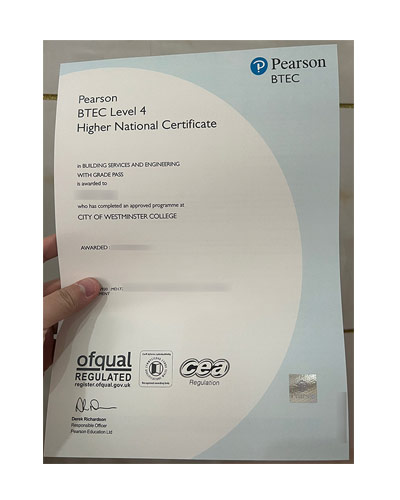 Pearson
BTEC
Pearson
BTEC Level 4
Higher National Certificate
in BUILDING SERVICES AND ENGINEERING
WITH GRADE PASS
is awarded to
who has completed an approved programme at
CITY OF WESTMINSTER COLLEGE
AWARDED
ofqual
REGULATED
register.ofqual.gov.uk
cea
Regulation
Derek Richardson
Responsible Officer
Pearson Education Ltd